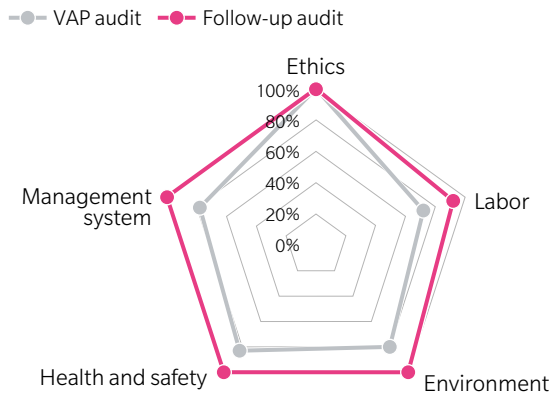 VAP audit Follow-up audit
Ethics
100%
80%
60%
40%
20%
0%
Management
system
Labor
Health and safety
Environment